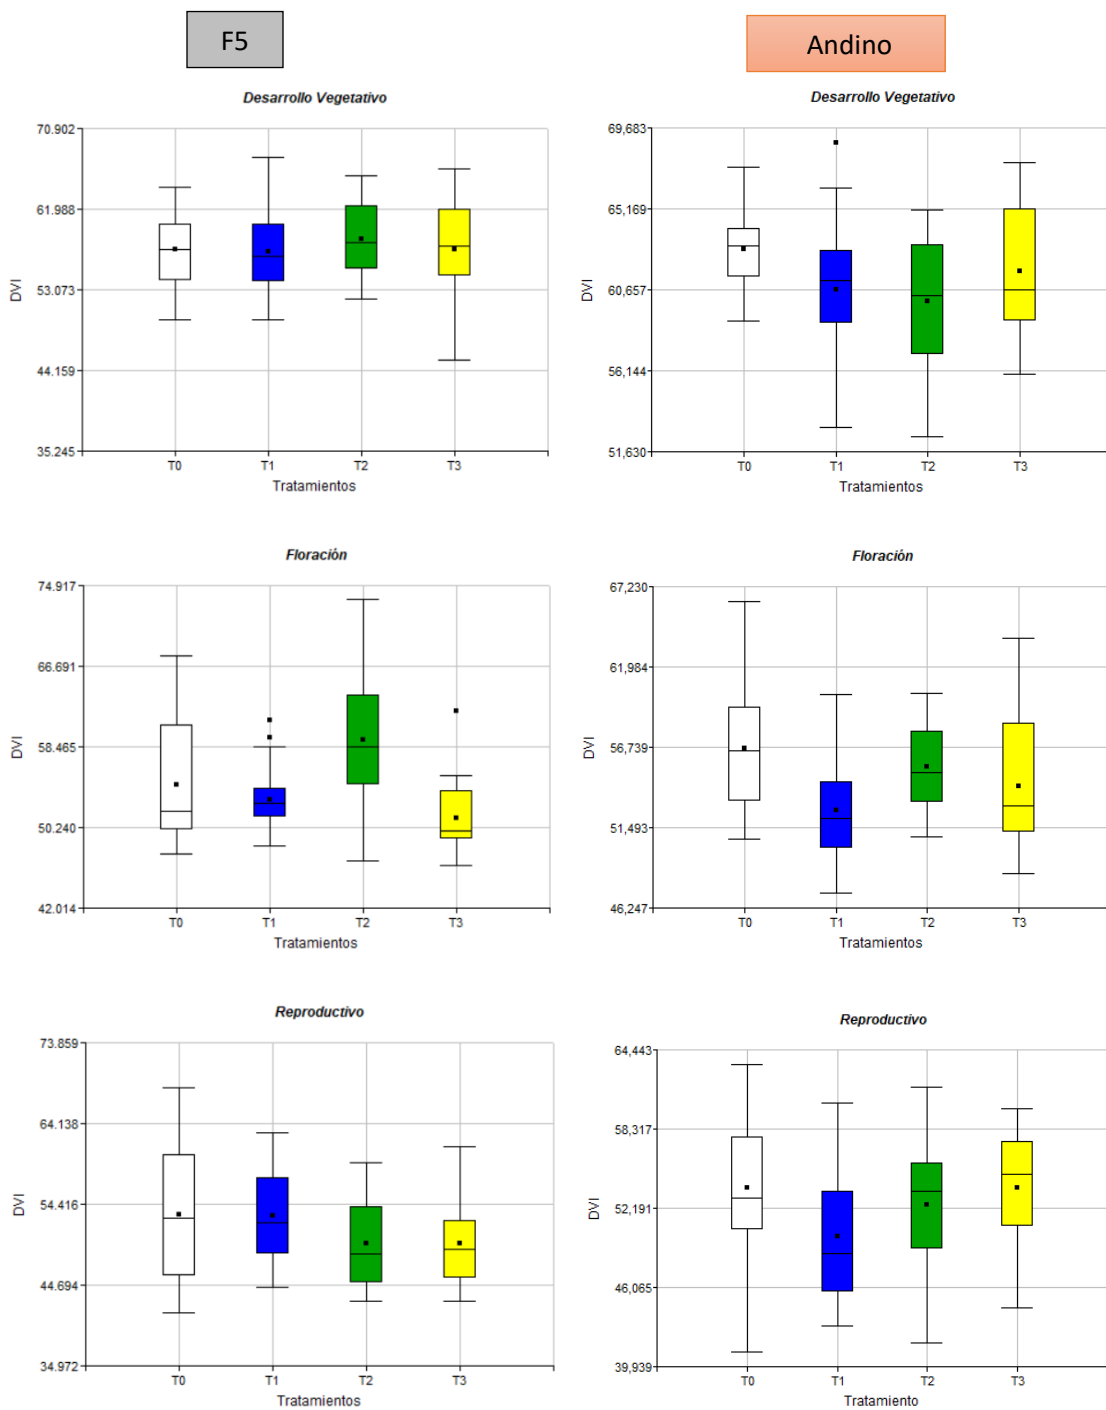 F5
Andino
Desarrollo Vegetativo
70.902
61.988
53.073
44.159
35.245
DVI
T0 T1 T2 T3
Tratamientos
Desarrollo Vegetativo
69,683
65,169
60,657
56,144
51,630
DVI
T0 T1 T2 T3
Tratamientos
Floración
74.917
66.691
58.465
50.240
42.014
DVI
T0 T1 T2 T3
Tratamientos
Floración
67,230
61,984
56,739
51,493
46,247
DVI
T0 T1 T2 T3
Tratamientos
Reproductivo
73.859
64.138
54.416
44.694
34.972
DVI
T0 T1 T2 T3
Tratamientos
Reproductivo
64,443
58,317
52,191
46,065
39,939
DVI
T0 T1 T2 T3
Tratamiento